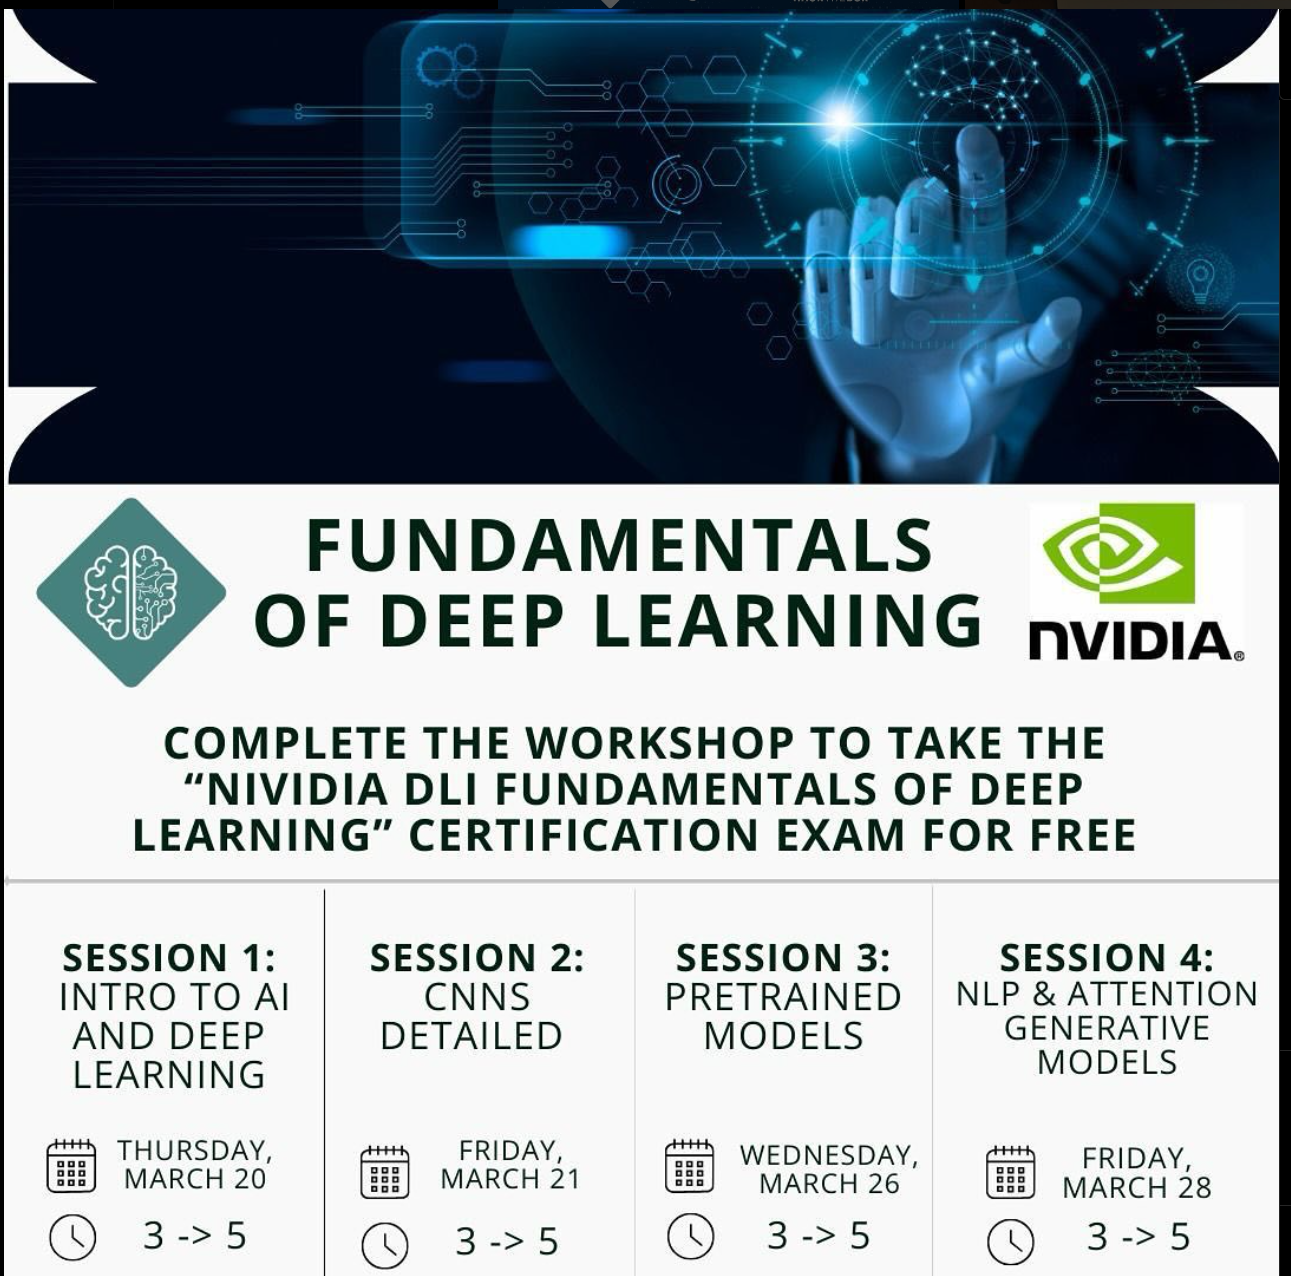 FUNDAMENTALS
OF DEEP LEARNING
NVIDIA®
COMPLETE THE WORKSHOP TO TAKE THE
“NIVIDIA DLI FUNDAMENTALS OF DEEP
LEARNING” CERTIFICATION EXAM FOR FREE
SESSION 1:
INTRO TO AI
AND DEEP
LEARNING
THURSDAY,
MARCH 20
3 -> 5
SESSION 2:
CNNS
DETAILED
FRIDAY,
MARCH 21
3 -> 5
SESSION 3:
PRETRAINED
MODELS
WEDNESDAY,
MARCH 26
3 -> 5
SESSION 4:
NLP & ATTENTION
GENERATIVE
MODELS
FRIDAY,
MARCH 28
3 -> 5